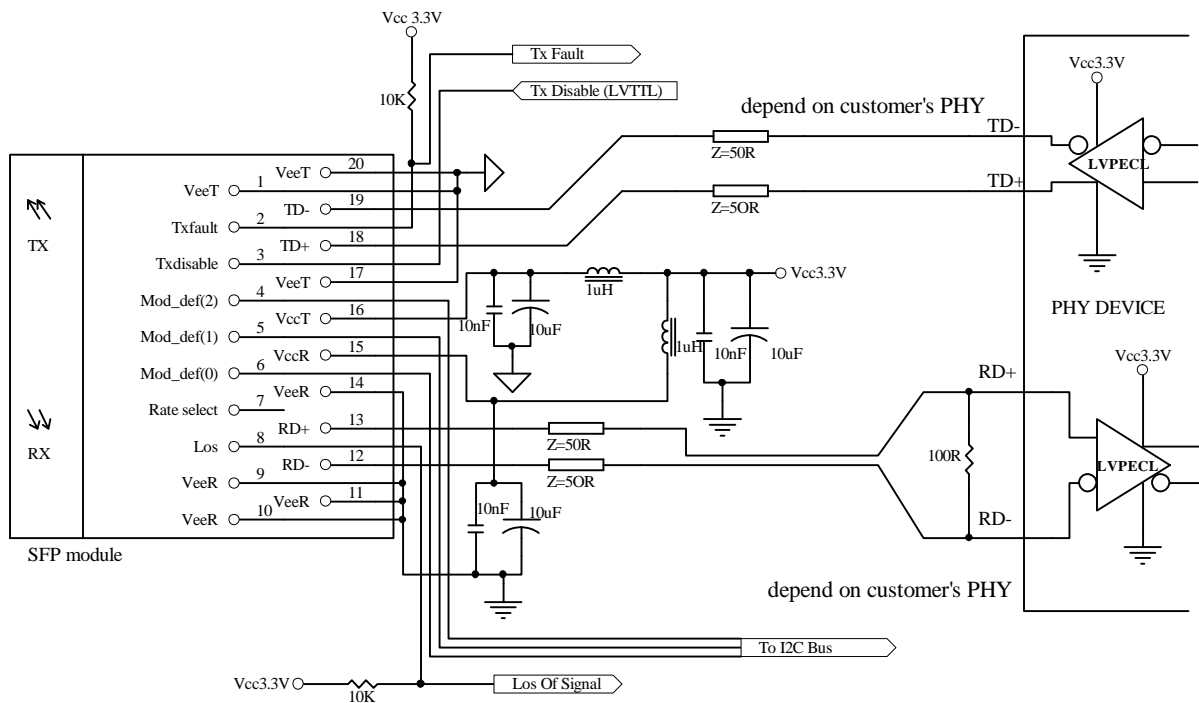 Vcc 3.3V
Tx Fault
Vcc3.3V
10K
Tx Disable (LVTTL)
depend on customer's PHY
TD-
Z=50R
LVPECL
20
VeeT
1
VeeT
19
TD-
TD+
Z=5OR
TX
2
Txfault
18
TD+
3
Txdisable
17
VeeT
Vcc3.3V
1uH
4
Mod_def(2)
16
VccT
10nF
10uF
PHY DEVICE
5
Mod_def(1)
15
VccR
1uH
10nF
10uF
Vcc3.3V
6
Mod_def(0)
14
VeeR
RD+
7
Rate select
13
RD+
Z=50R
8
Los
RX
12
RD-
Z=5OR
100R
LVPECL
9
VeeR
11
VeeR
10nF
10uF
10
VeeR
RD-
SFP module
depend on customer's PHY
To I2C Bus
Vcc3.3V
10K
Los Of Signal